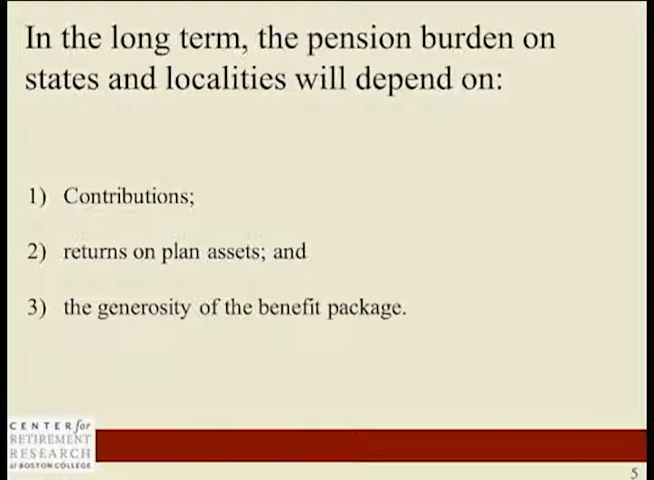 In the long term, the pension burden on
states and localities will depend on:
1) Contributions;
2) returns on plan assets; and
3) the generosity of the benefit package.
CENTER for
RETIREMENT
RESEARCH
at BOSTON COLLEGE
5